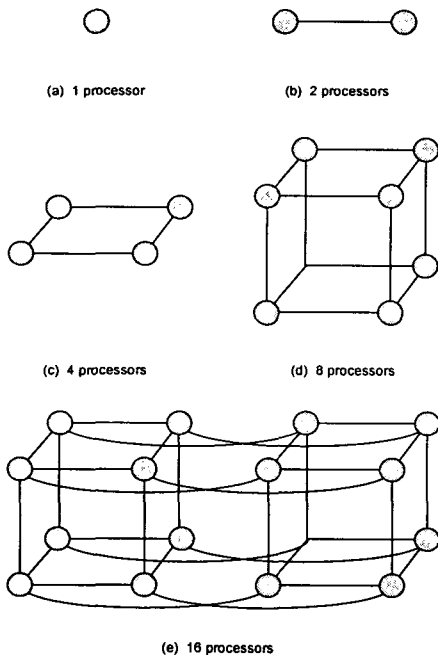 (a) 1 processor
(b) 2 processors
(c) 4 processors
(d) 8 processors
(e) 16 processors